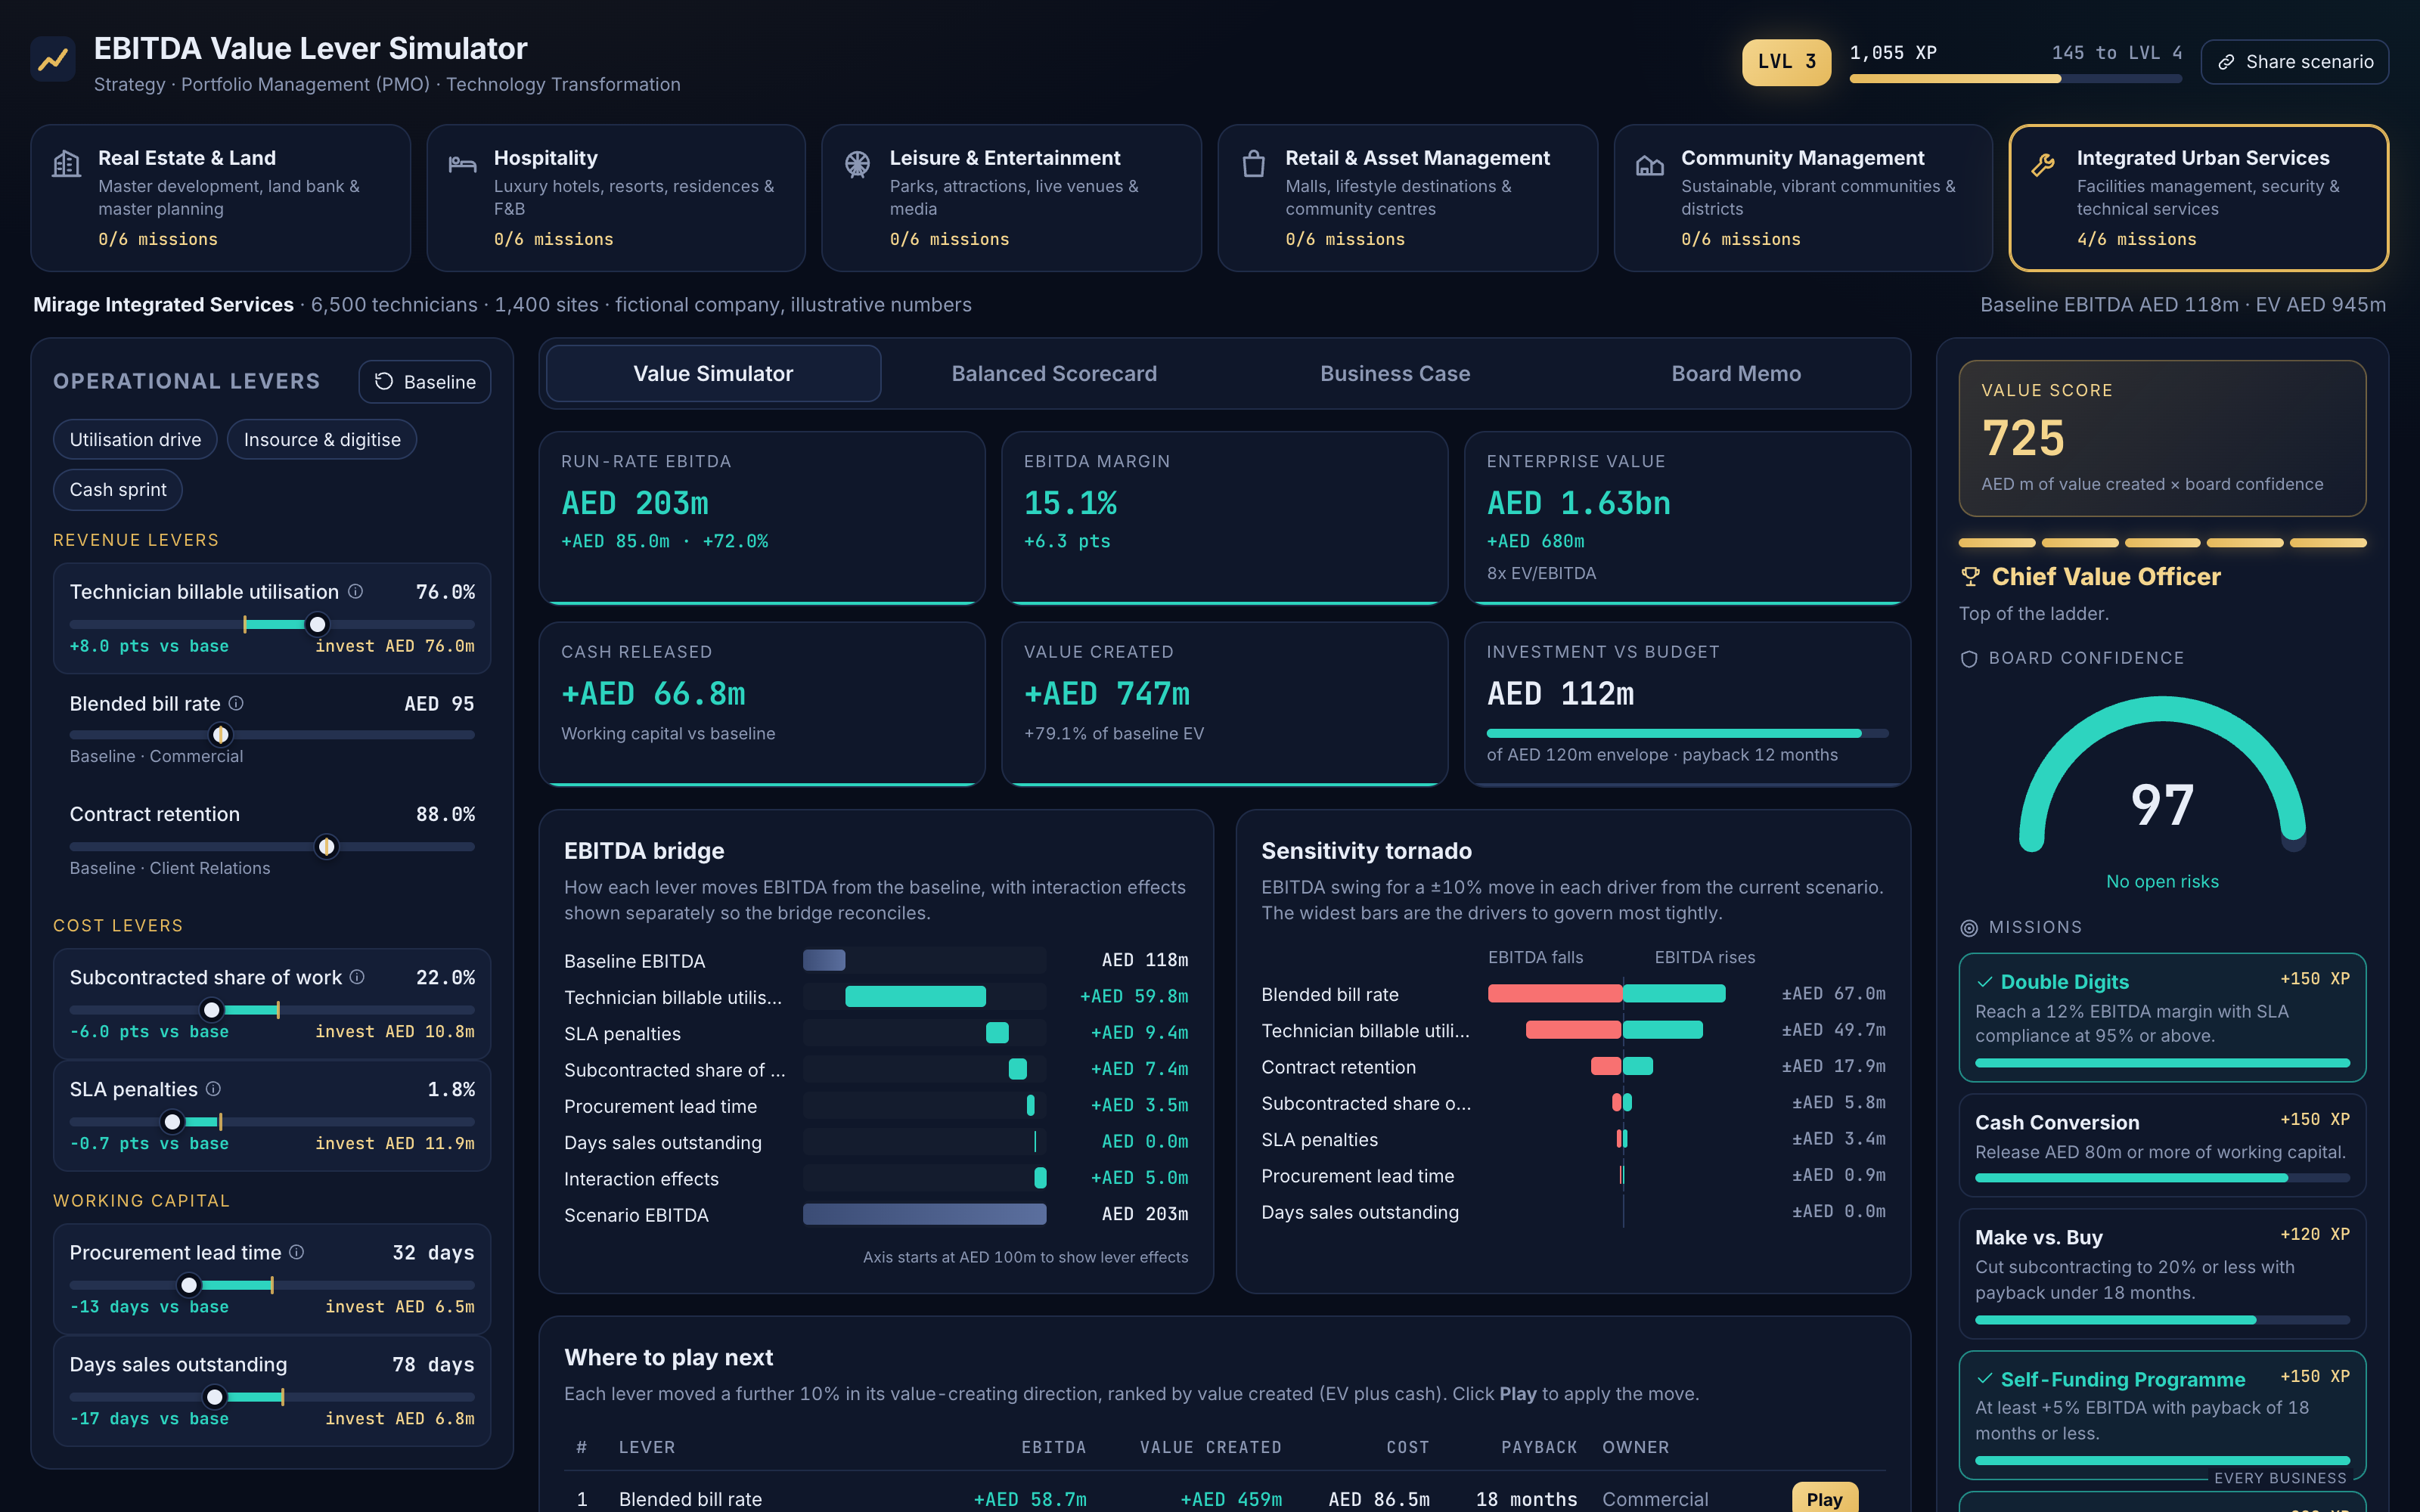 EBITDA Value Lever Simulator
Strategy · Portfolio Management (PMO) · Technology Transformation
LVL 3
1,055 XP
145 to LVL 4
Share scenario
Real Estate & Land
Master development, land bank &
master planning
0/6 missions
Hospitality
Luxury hotels, resorts, residences &
F&B
0/6 missions
Leisure & Entertainment
Parks, attractions, live venues &
media
0/6 missions
Retail & Asset Management
Malls, lifestyle destinations &
community centres
0/6 missions
Community Management
Sustainable, vibrant communities &
districts
0/6 missions
Integrated Urban Services
Facilities management, security &
technical services
4/6 missions
Mirage Integrated Services · 6,500 technicians · 1,400 sites · fictional company, illustrative numbers
Baseline EBITDA AED 118m · EV AED 945m
OPERATIONAL LEVERS
Baseline
Utilisation drive
Insource & digitise
Cash sprint
REVENUE LEVERS
Technician billable utilisation 76.0%
+8.0 pts vs base invest AED 76.0m
Blended bill rate AED 95
Baseline · Commercial
Contract retention 88.0%
Baseline · Client Relations
COST LEVERS
Subcontracted share of work 22.0%
-6.0 pts vs base invest AED 10.8m
SLA penalties 1.8%
-0.7 pts vs base invest AED 11.9m
WORKING CAPITAL
Procurement lead time 32 days
-13 days vs base invest AED 6.5m
Days sales outstanding 78 days
-17 days vs base invest AED 6.8m
Value Simulator
Balanced Scorecard
Business Case
Board Memo
RUN-RATE EBITDA
AED 203m
+AED 85.0m · +72.0%
EBITDA MARGIN
15.1%
+6.3 pts
ENTERPRISE VALUE
AED 1.63bn
+AED 680m
8x EV/EBITDA
CASH RELEASED
+AED 66.8m
Working capital vs baseline
VALUE CREATED
+AED 747m
+79.1% of baseline EV
INVESTMENT VS BUDGET
AED 112m
of AED 120m envelope · payback 12 months
EBITDA bridge
How each lever moves EBITDA from the baseline, with interaction effects
shown separately so the bridge reconciles.
Baseline EBITDA AED 118m
Technician billable utilis... +AED 59.8m
SLA penalties +AED 9.4m
Subcontracted share of ... +AED 7.4m
Procurement lead time +AED 3.5m
Days sales outstanding AED 0.0m
Interaction effects +AED 5.0m
Scenario EBITDA AED 203m
Axis starts at AED 100m to show lever effects
Sensitivity tornado
EBITDA swing for a ±10% move in each driver from the current scenario.
The widest bars are the drivers to govern most tightly.
EBITDA falls EBITDA rises
Blended bill rate ±AED 67.0m
Technician billable utili... ±AED 49.7m
Contract retention ±AED 17.9m
Subcontracted share o... ±AED 5.8m
SLA penalties ±AED 3.4m
Procurement lead time ±AED 0.9m
Days sales outstanding ±AED 0.0m
Where to play next
Each lever moved a further 10% in its value-creating direction, ranked by value created (EV plus cash). Click Play to apply the move.
# LEVER EBITDA VALUE CREATED COST PAYBACK OWNER
1 Blended bill rate +AED 58.7m +AED 459m AED 86.5m 18 months Commercial Play
VALUE SCORE
725
AED m of value created × board confidence
Chief Value Officer
Top of the ladder.
BOARD CONFIDENCE
97
No open risks
MISSIONS
Double Digits +150 XP
Reach a 12% EBITDA margin with SLA
compliance at 95% or above.
Cash Conversion +150 XP
Release AED 80m or more of working capital.
Make vs. Buy +120 XP
Cut subcontracting to 20% or less with
payback under 18 months.
Self-Funding Programme +150 XP
At least +5% EBITDA with payback of 18
months or less.
EVERY BUSINESS